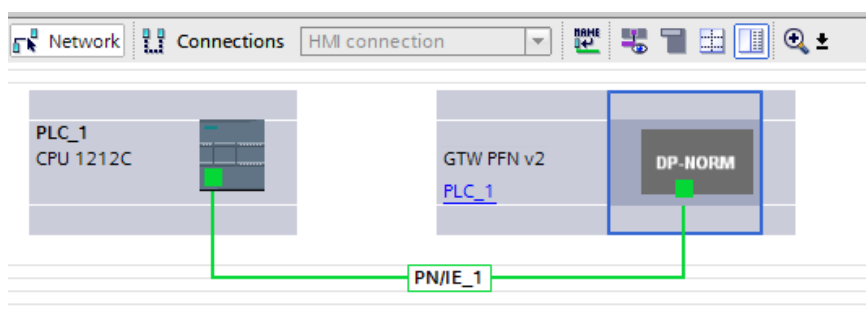 Network Connections HMI connection NAME
PLC_1
CPU 1212C
GTW PFN v2
PLC_1
DP-NORM
PN/IE_1